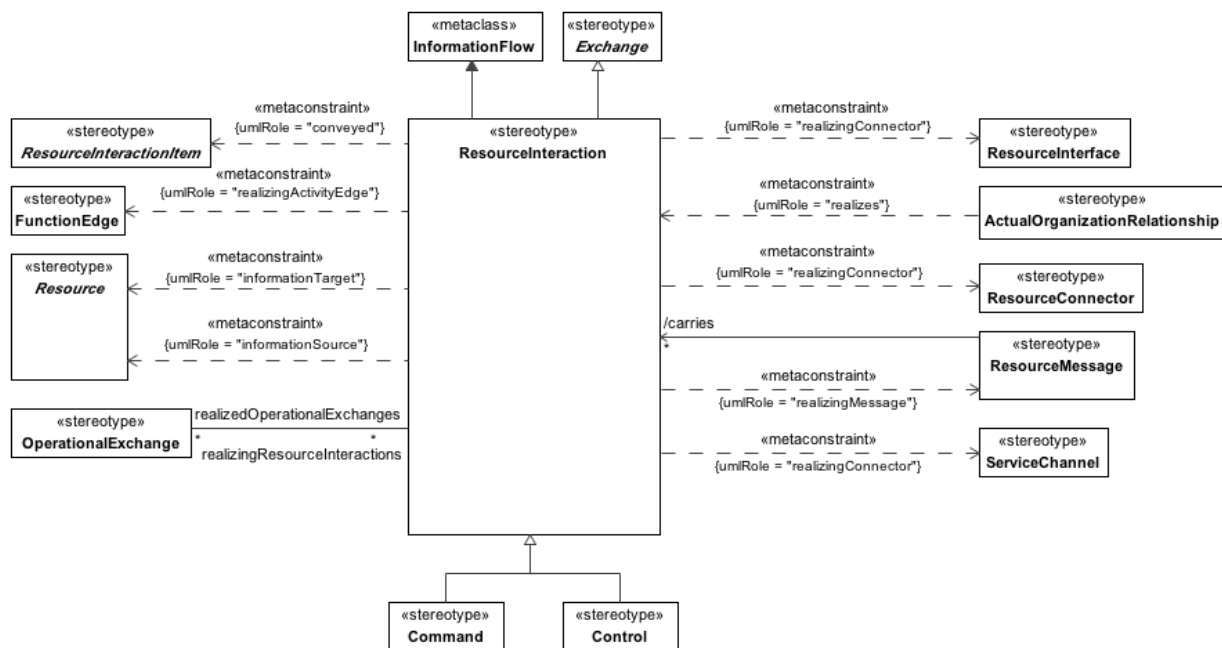 «metaclass»
InformationFlow
«stereotype»
Exchange
«metaconstraint»
{umlRole = "conveyed"}
«stereotype»
ResourceInteractionItem
«metaconstraint»
{umlRole = "realizingActivityEdge"}
«stereotype»
FunctionEdge
«stereotype»
Resource
«metaconstraint»
{umlRole = "informationTarget"}
«metaconstraint»
{umlRole = "informationSource"}
«stereotype»
OperationalExchange
realizedOperationalExchanges
*
*
realizingResourceInteractions
«stereotype»
ResourceInteraction
«metaconstraint»
{umlRole = "realizingConnector"}
«stereotype»
ResourceInterface
«metaconstraint»
{umlRole = "realizes"}
«stereotype»
ActualOrganizationRelationship
«metaconstraint»
{umlRole = "realizingConnector"}
«stereotype»
ResourceConnector
/carries
*
«stereotype»
ResourceMessage
«metaconstraint»
{umlRole = "realizingMessage"}
«metaconstraint»
{umlRole = "realizingConnector"}
«stereotype»
ServiceChannel
«stereotype»
Command
«stereotype»
Control